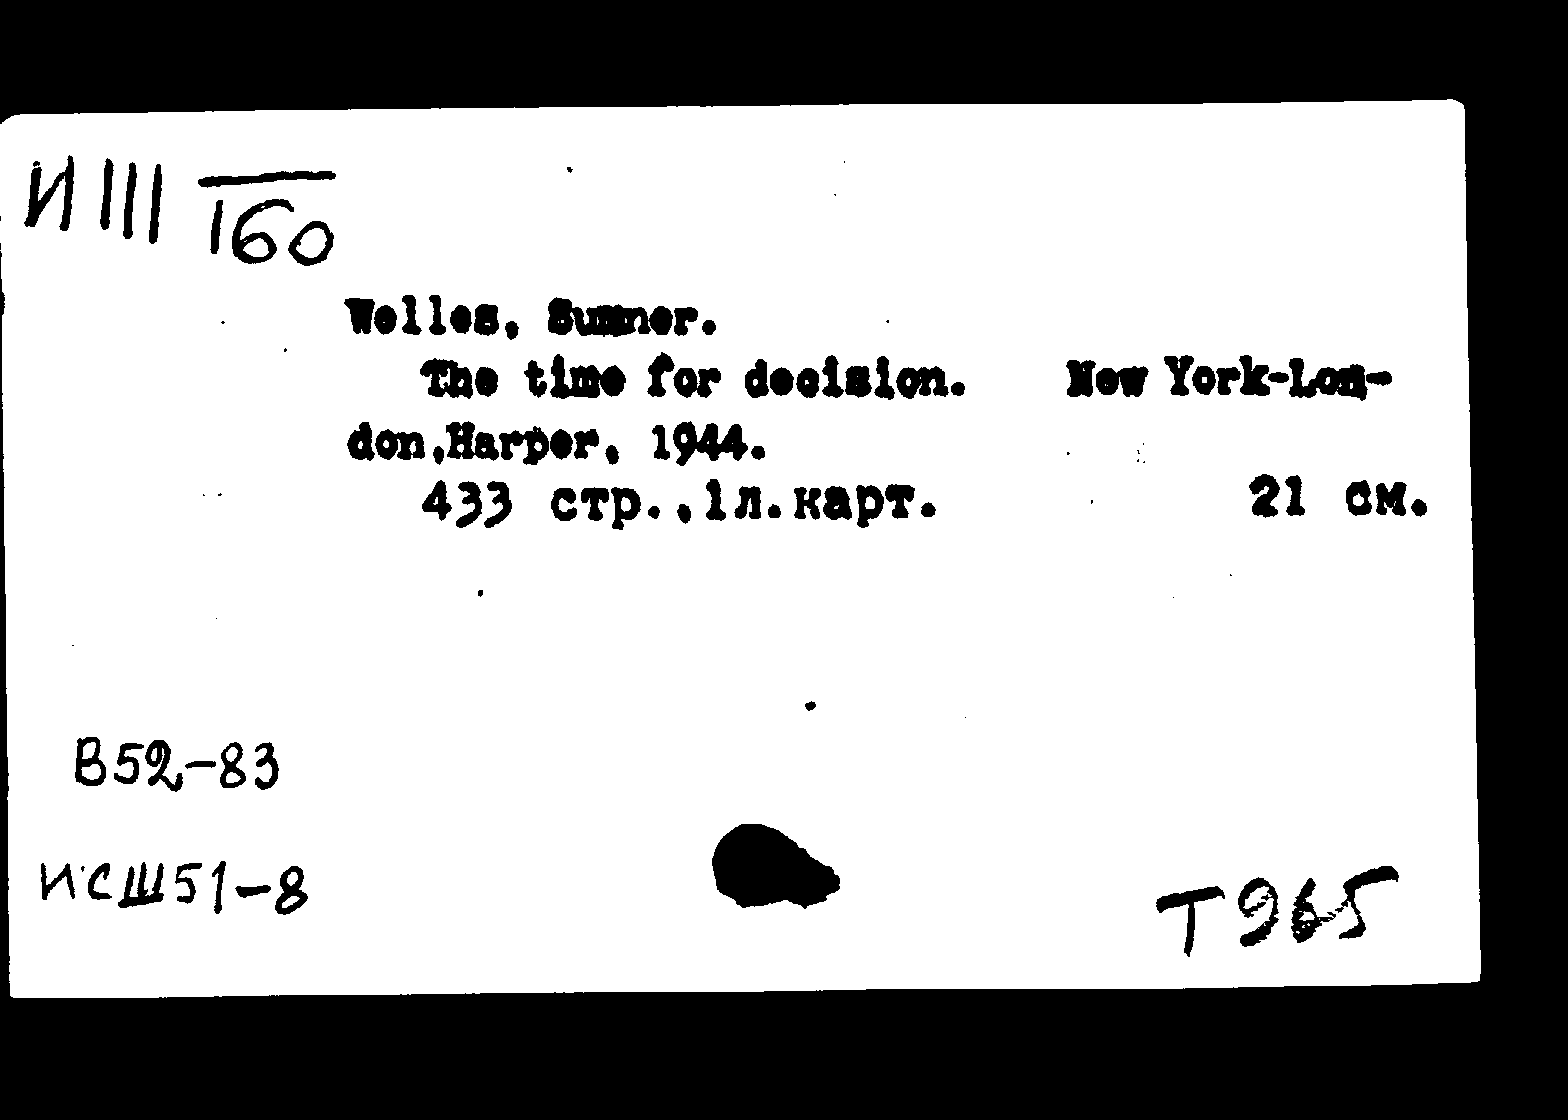 И III 160
Welles, Sumner.
The time for decision. New York-Lon-
don,Harper, 1944.
433 стр.,1л.карт. 21 см.
В52-83
ИСШ51-8
Т965